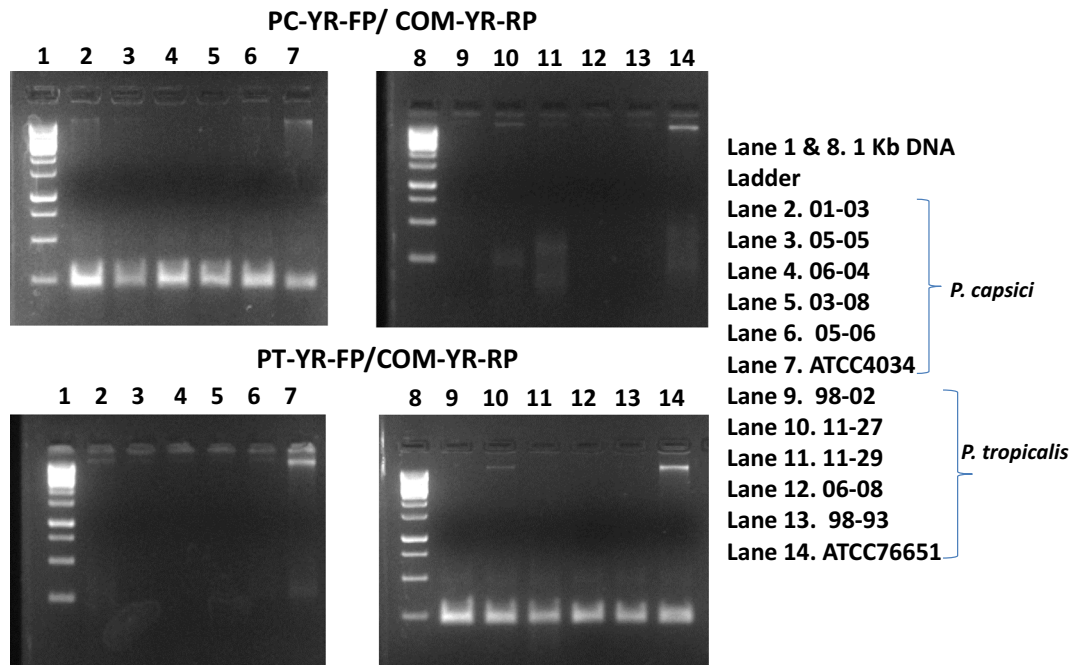 PC-YR-FP/ COM-YR-RP
1 2 3 4 5 6 7
8 9 10 11 12 13 14
PT-YR-FP/COM-YR-RP
1 2 3 4 5 6 7
8 9 10 11 12 13 14
Lane 1 & 8. 1 Kb DNA
Ladder
Lane 2. 01-03
Lane 3. 05-05
Lane 4. 06-04
Lane 5. 03-08
Lane 6. 05-06
Lane 7. ATCC4034
P. capsici
Lane 9. 98-02
Lane 10. 11-27
Lane 11. 11-29
Lane 12. 06-08
Lane 13. 98-93
Lane 14. ATCC76651
P. tropicalis